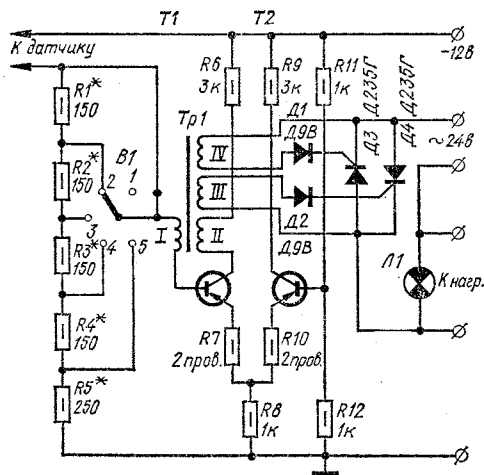 T1 T2
К датчику
R6
3к
R9
3к
R11
1к
-12в
R1*
150
R2*
150
R3*
150
R4*
150
R5*
250
В1
1
2
3
4
5
Тр1
I
IV
III
II
Д1
Д9В
Д2
Д9В
Д3
Д235Г
Д4
Д235Г
~24в
Л1
К нагр.
R7
2пров.
R10
2пров.
R8
1к
R12
1к